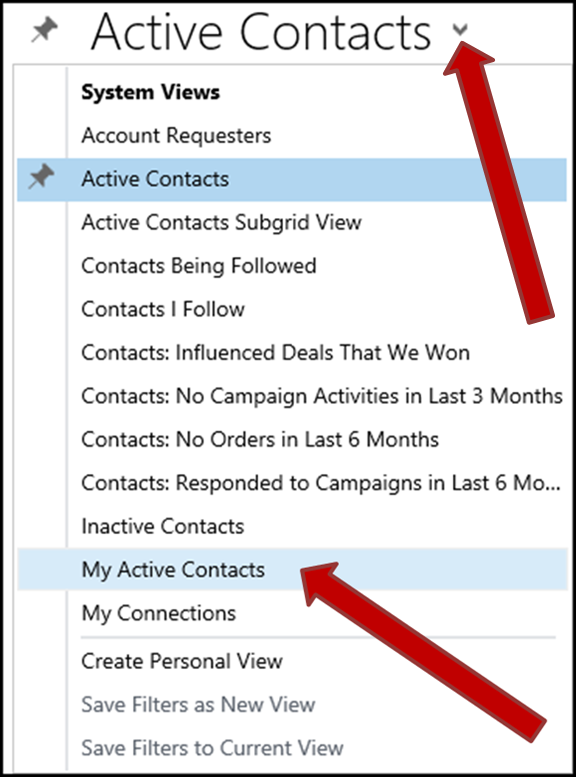 Active Contacts
System Views
Account Requesters
Active Contacts
Active Contacts Subgrid View
Contacts Being Followed
Contacts I Follow
Contacts: Influenced Deals That We Won
Contacts: No Campaign Activities in Last 3 Months
Contacts: No Orders in Last 6 Months
Contacts: Responded to Campaigns in Last 6 Mo...
Inactive Contacts
My Active Contacts
My Connections
Create Personal View
Save Filters as New View
Save Filters to Current View